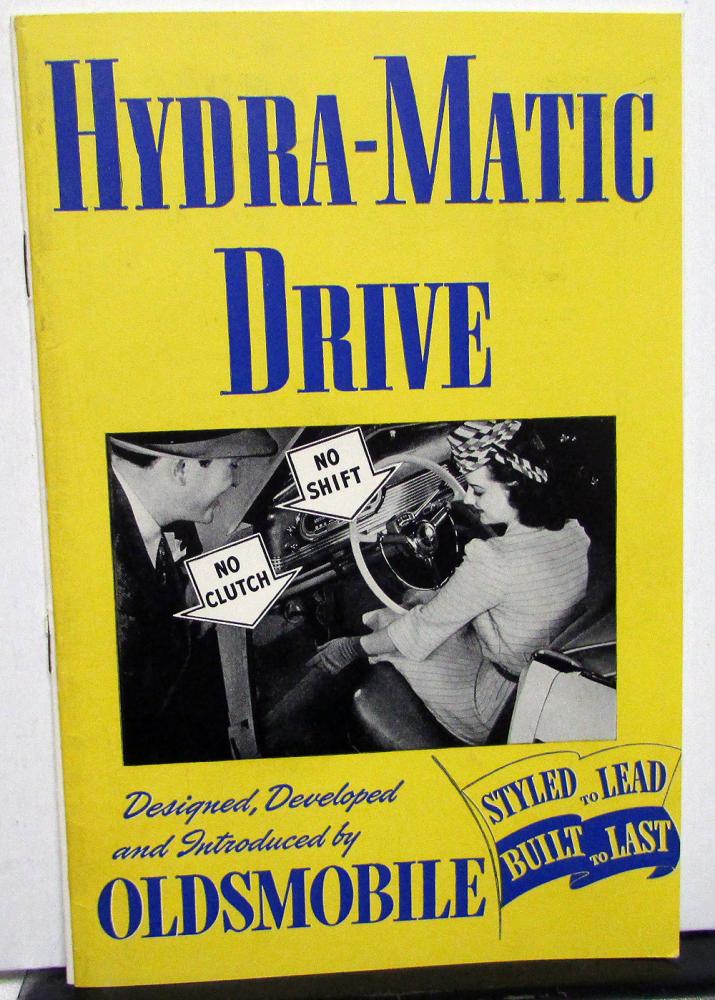 HYDRA-MATIC
DRIVE
NO
SHIFT
NO
CLUTCH
Designed, Developed
and Introduced by
OLDSMOBILE
STYLED TO LEAD
BUILT TO LAST